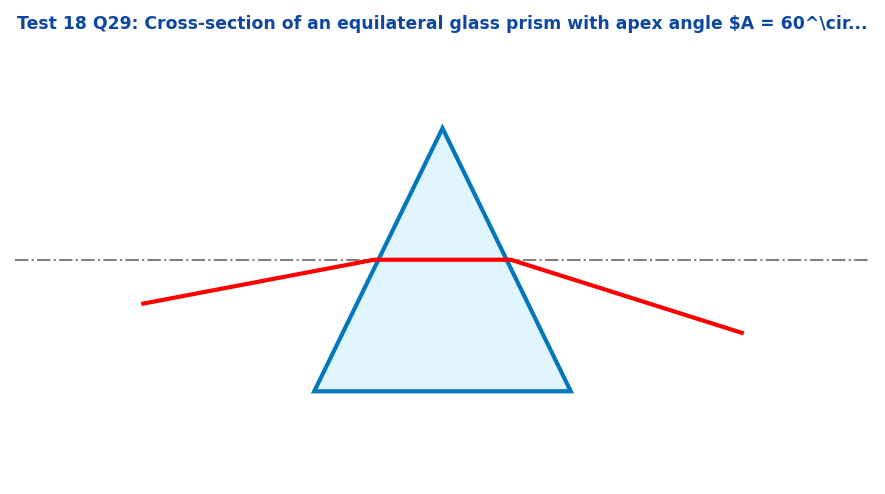 Test 18 Q29: Cross-section of an equilateral glass prism with apex angle $A = 60^\cir...